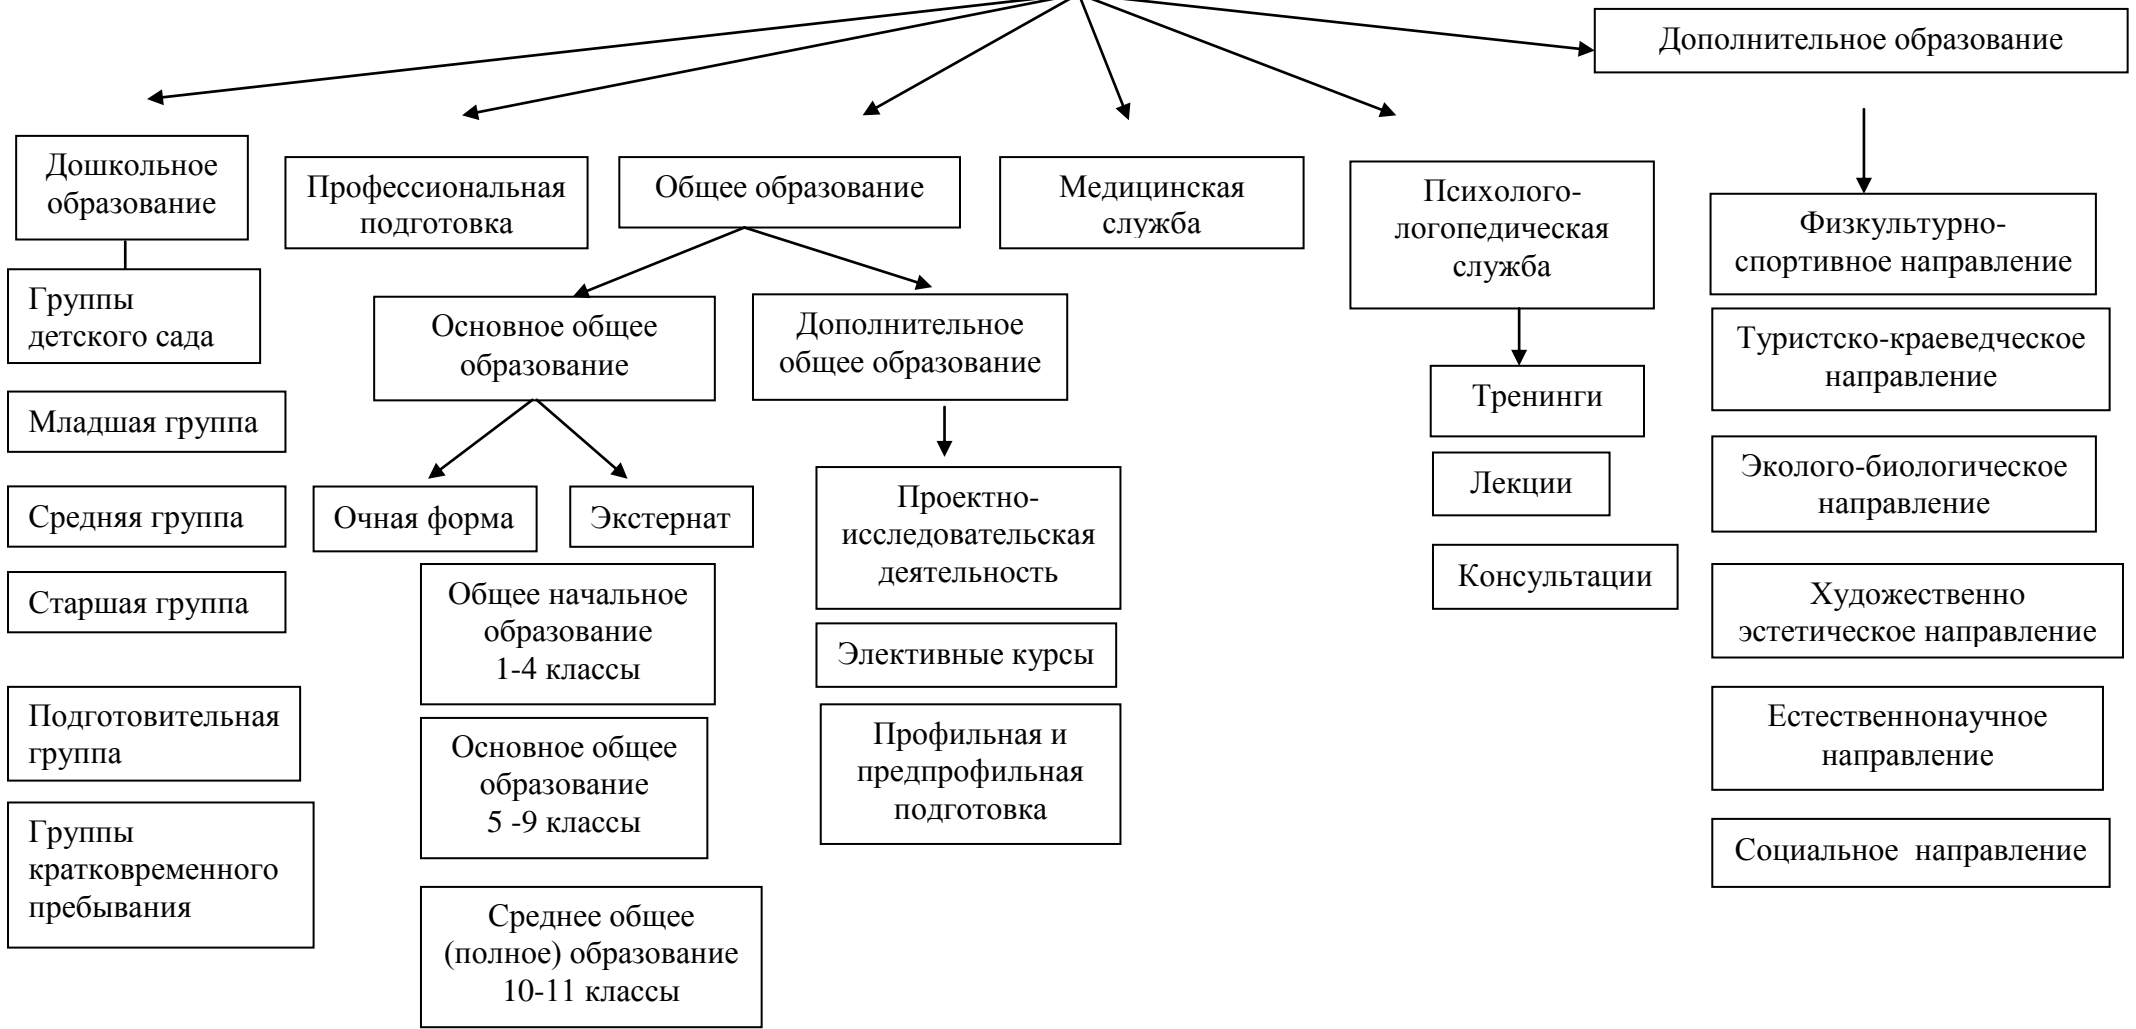 Дополнительное образование
Дошкольное
образование
Группы
детского сада
Младшая группа
Средняя группа
Старшая группа
Подготовительная
группа
Группы
кратковременного
пребывания
Профессиональная
подготовка
Общее образование
Основное общее
образование
Очная форма
Экстернат
Общее начальное
образование
1-4 классы
Основное общее
образование
5 -9 классы
Среднее общее
(полное) образование
10-11 классы
Дополнительное
общее образование
Проектно-
исследовательская
деятельность
Элективные курсы
Профильная и
предпрофильная
подготовка
Медицинская
служба
Психолого-
логопедическая
служба
Тренинги
Лекции
Консультации
Физкультурно-
спортивное направление
Туристско-краеведческое
направление
Эколого-биологическое
направление
Художественно
эстетическое направление
Естественнонаучное
направление
Социальное  направление